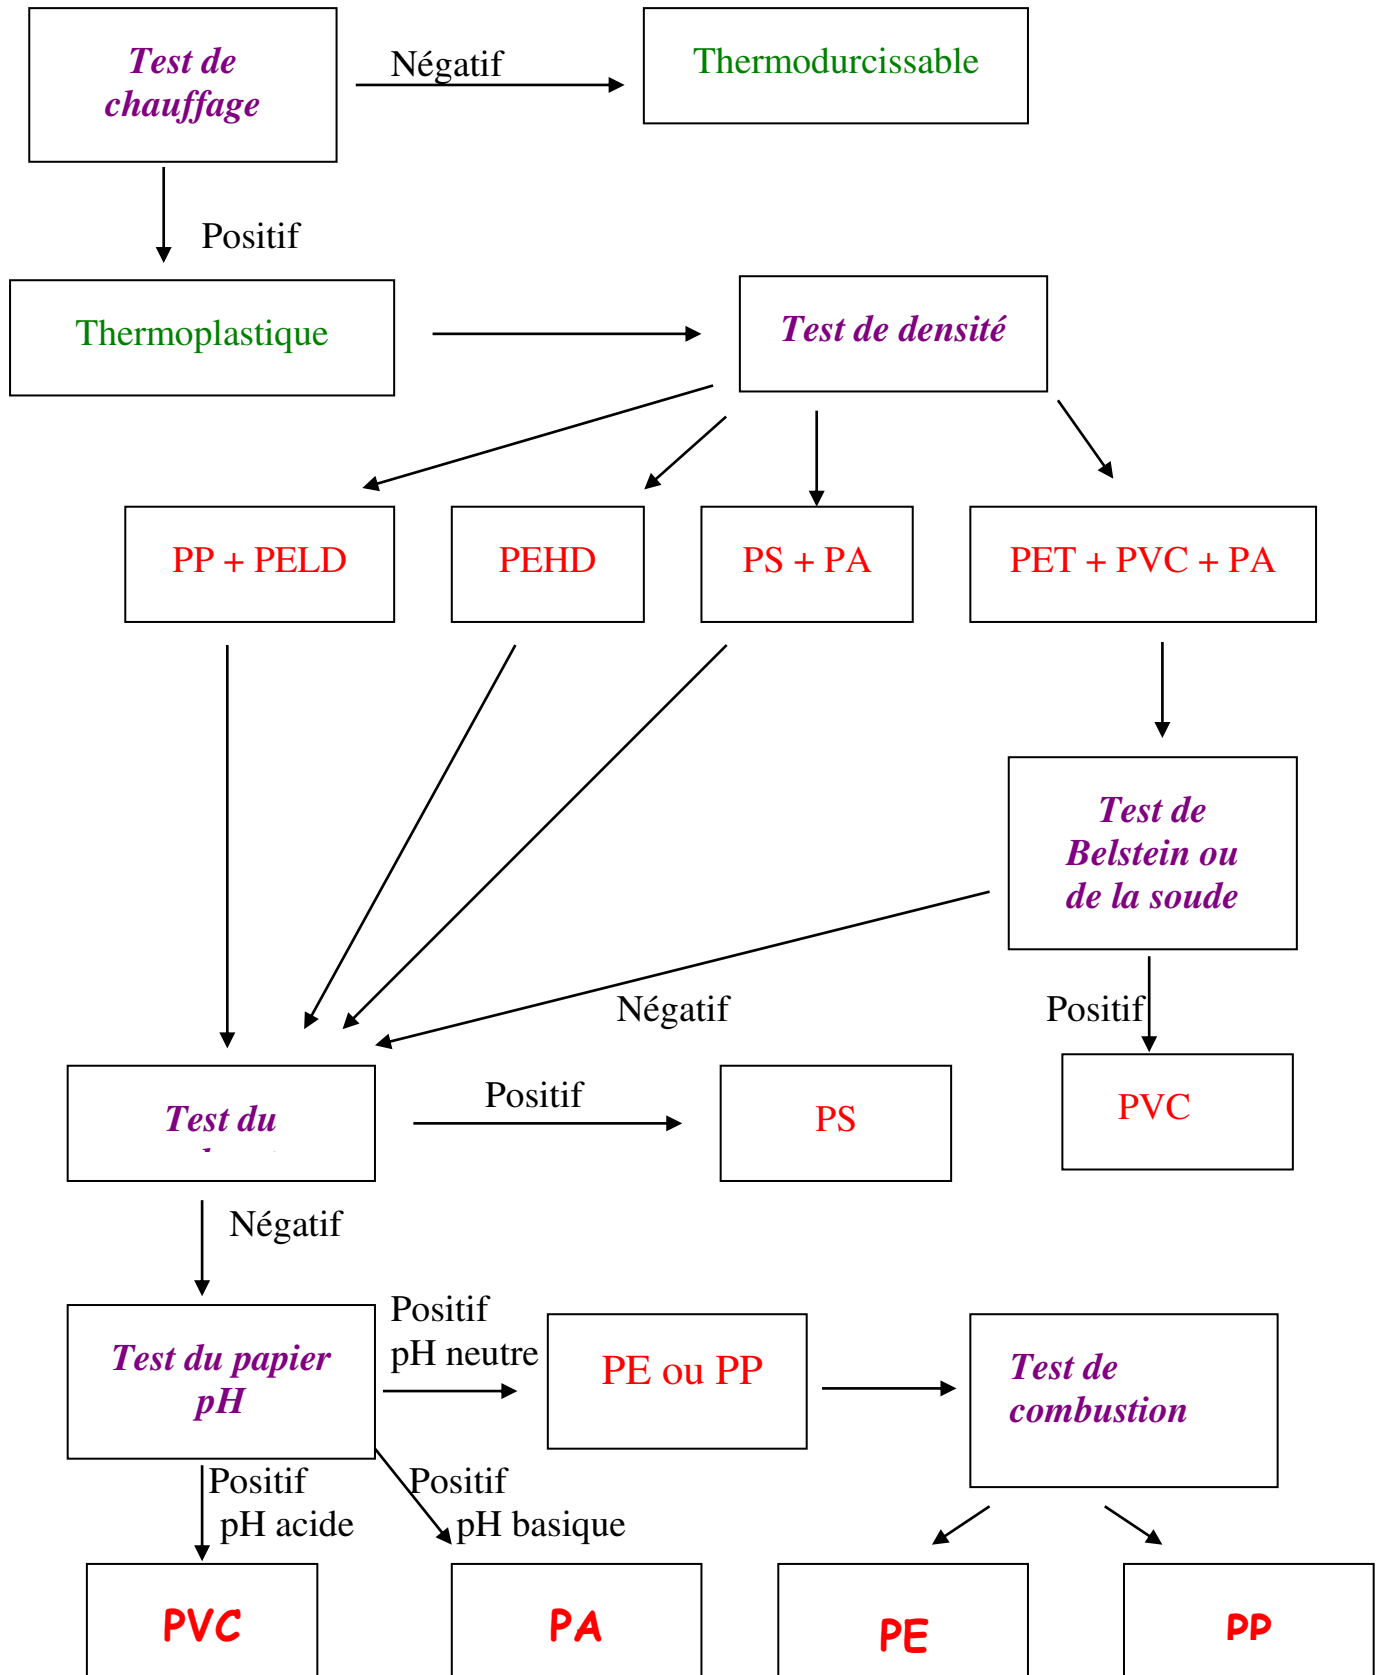 Test de
chauffage
Négatif
Thermodurcissable
Positif
Thermoplastique
Test de densité
PP + PELD
PEHD
PS + PA
PET + PVC + PA
Test de
Belstein ou
de la soude
Négatif
Positif
PVC
Test du
Positif
PS
Négatif
Test du papier
pH
Positif
pH neutre
PE ou PP
Test de
combustion
Positif
pH acide
Positif
pH basique
PVC
PA
PE
PP